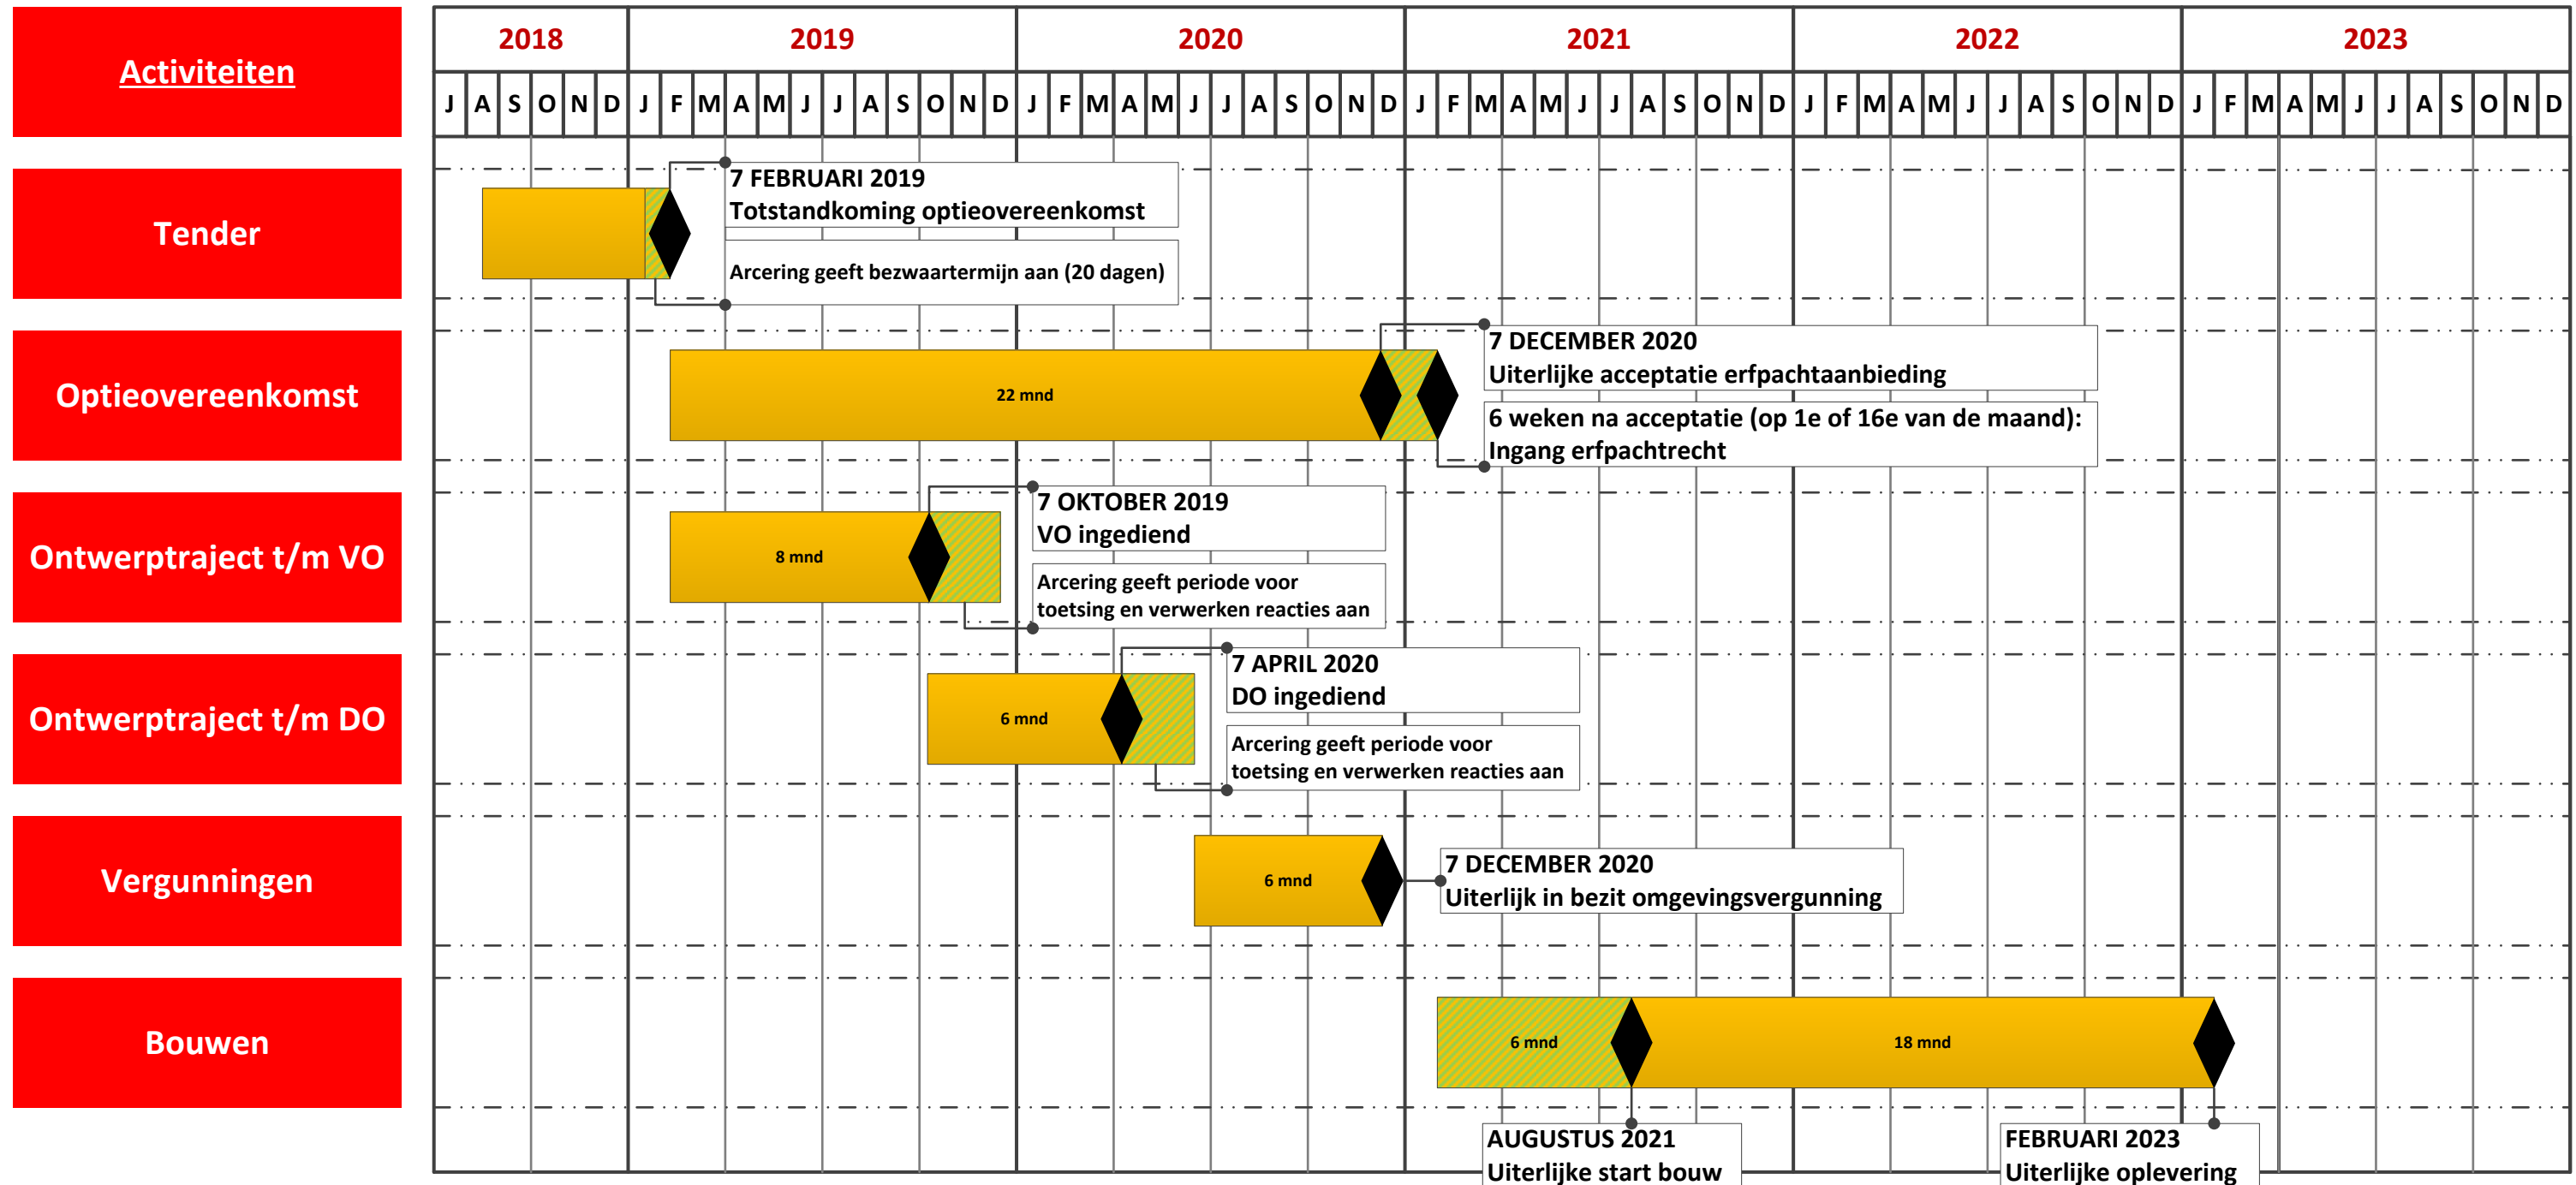 Activiteiten
2018 2019 2020 2021 2022 2023
J A S O N D J F M A M J J A S O N D J F M A M J J A S O N D J F M A M J J A S O N D J F M A M J J A S O N D J F M A M J J A S O N D
Tender
7 FEBRUARI 2019
Totstandkoming optieovereenkomst
Arcering geeft bezwaartermijn aan (20 dagen)
Optieovereenkomst
22 mnd
7 DECEMBER 2020
Uiterlijke acceptatie erfpachtaanbieding
6 weken na acceptatie (op 1e of 16e van de maand):
Ingang erfpachtrecht
Ontwerptraject t/m VO
8 mnd
7 OKTOBER 2019
VO ingediend
Arcering geeft periode voor
toetsing en verwerken reacties aan
Ontwerptraject t/m DO
6 mnd
7 APRIL 2020
DO ingediend
Arcering geeft periode voor
toetsing en verwerken reacties aan
Vergunningen
6 mnd
7 DECEMBER 2020
Uiterlijk in bezit omgevingsvergunning
Bouwen
6 mnd
18 mnd
AUGUSTUS 2021
Uiterlijke start bouw
FEBRUARI 2023
Uiterlijke oplevering